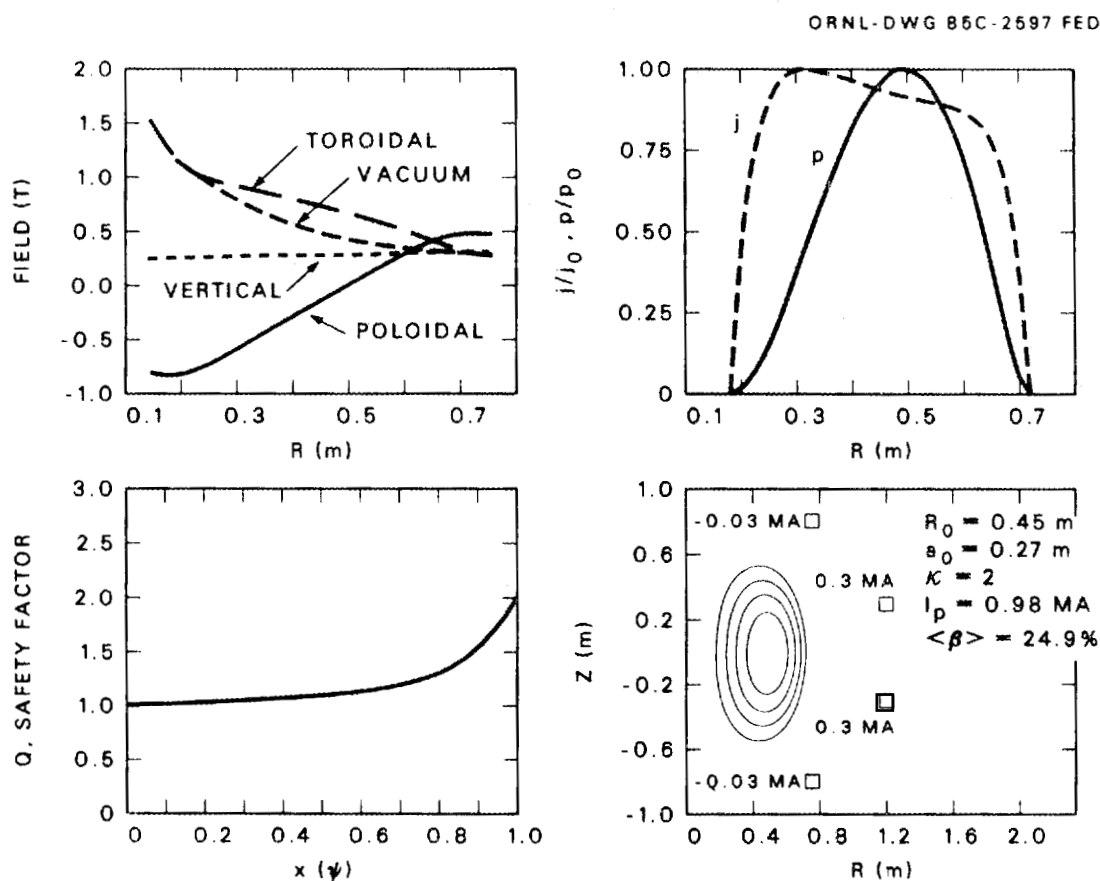 ORNL-DWG 85C-2597 FED
FIELD (T)
2.0
1.5
1.0
0.5
0.0
-0.5
-1.0
TOROIDAL
VACUUM
VERTICAL
POLOIDAL
0.1 0.3 0.5 0.7
R (m)
j/j0 , p/p0
1.00
0.75
0.50
0.25
0
j
p
0.1 0.3 0.5 0.7
R (m)
Q, SAFETY FACTOR
3.0
2.5
2.0
1.5
1.0
0.5
0
0 0.2 0.4 0.6 0.8 1.0
x (ψ)
Z (m)
1.0
0.6
0.2
-0.2
-0.6
-1.0
-0.03 MA
0.3 MA
0.3 MA
-0.03 MA
R0 = 0.45 m
a0 = 0.27 m
κ = 2
Ip = 0.98 MA
<β> = 24.9%
0 0.4 0.8 1.2 1.6 2.0
R (m)